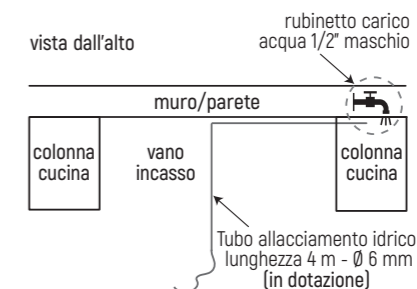 rubinetto carico
acqua 1/2" maschio
vista dall'alto
muro/parete
colonna
cucina
vano
incasso
colonna
cucina
Tubo allacciamento idrico
lunghezza 4 m - Ø 6 mm
(in dotazione)